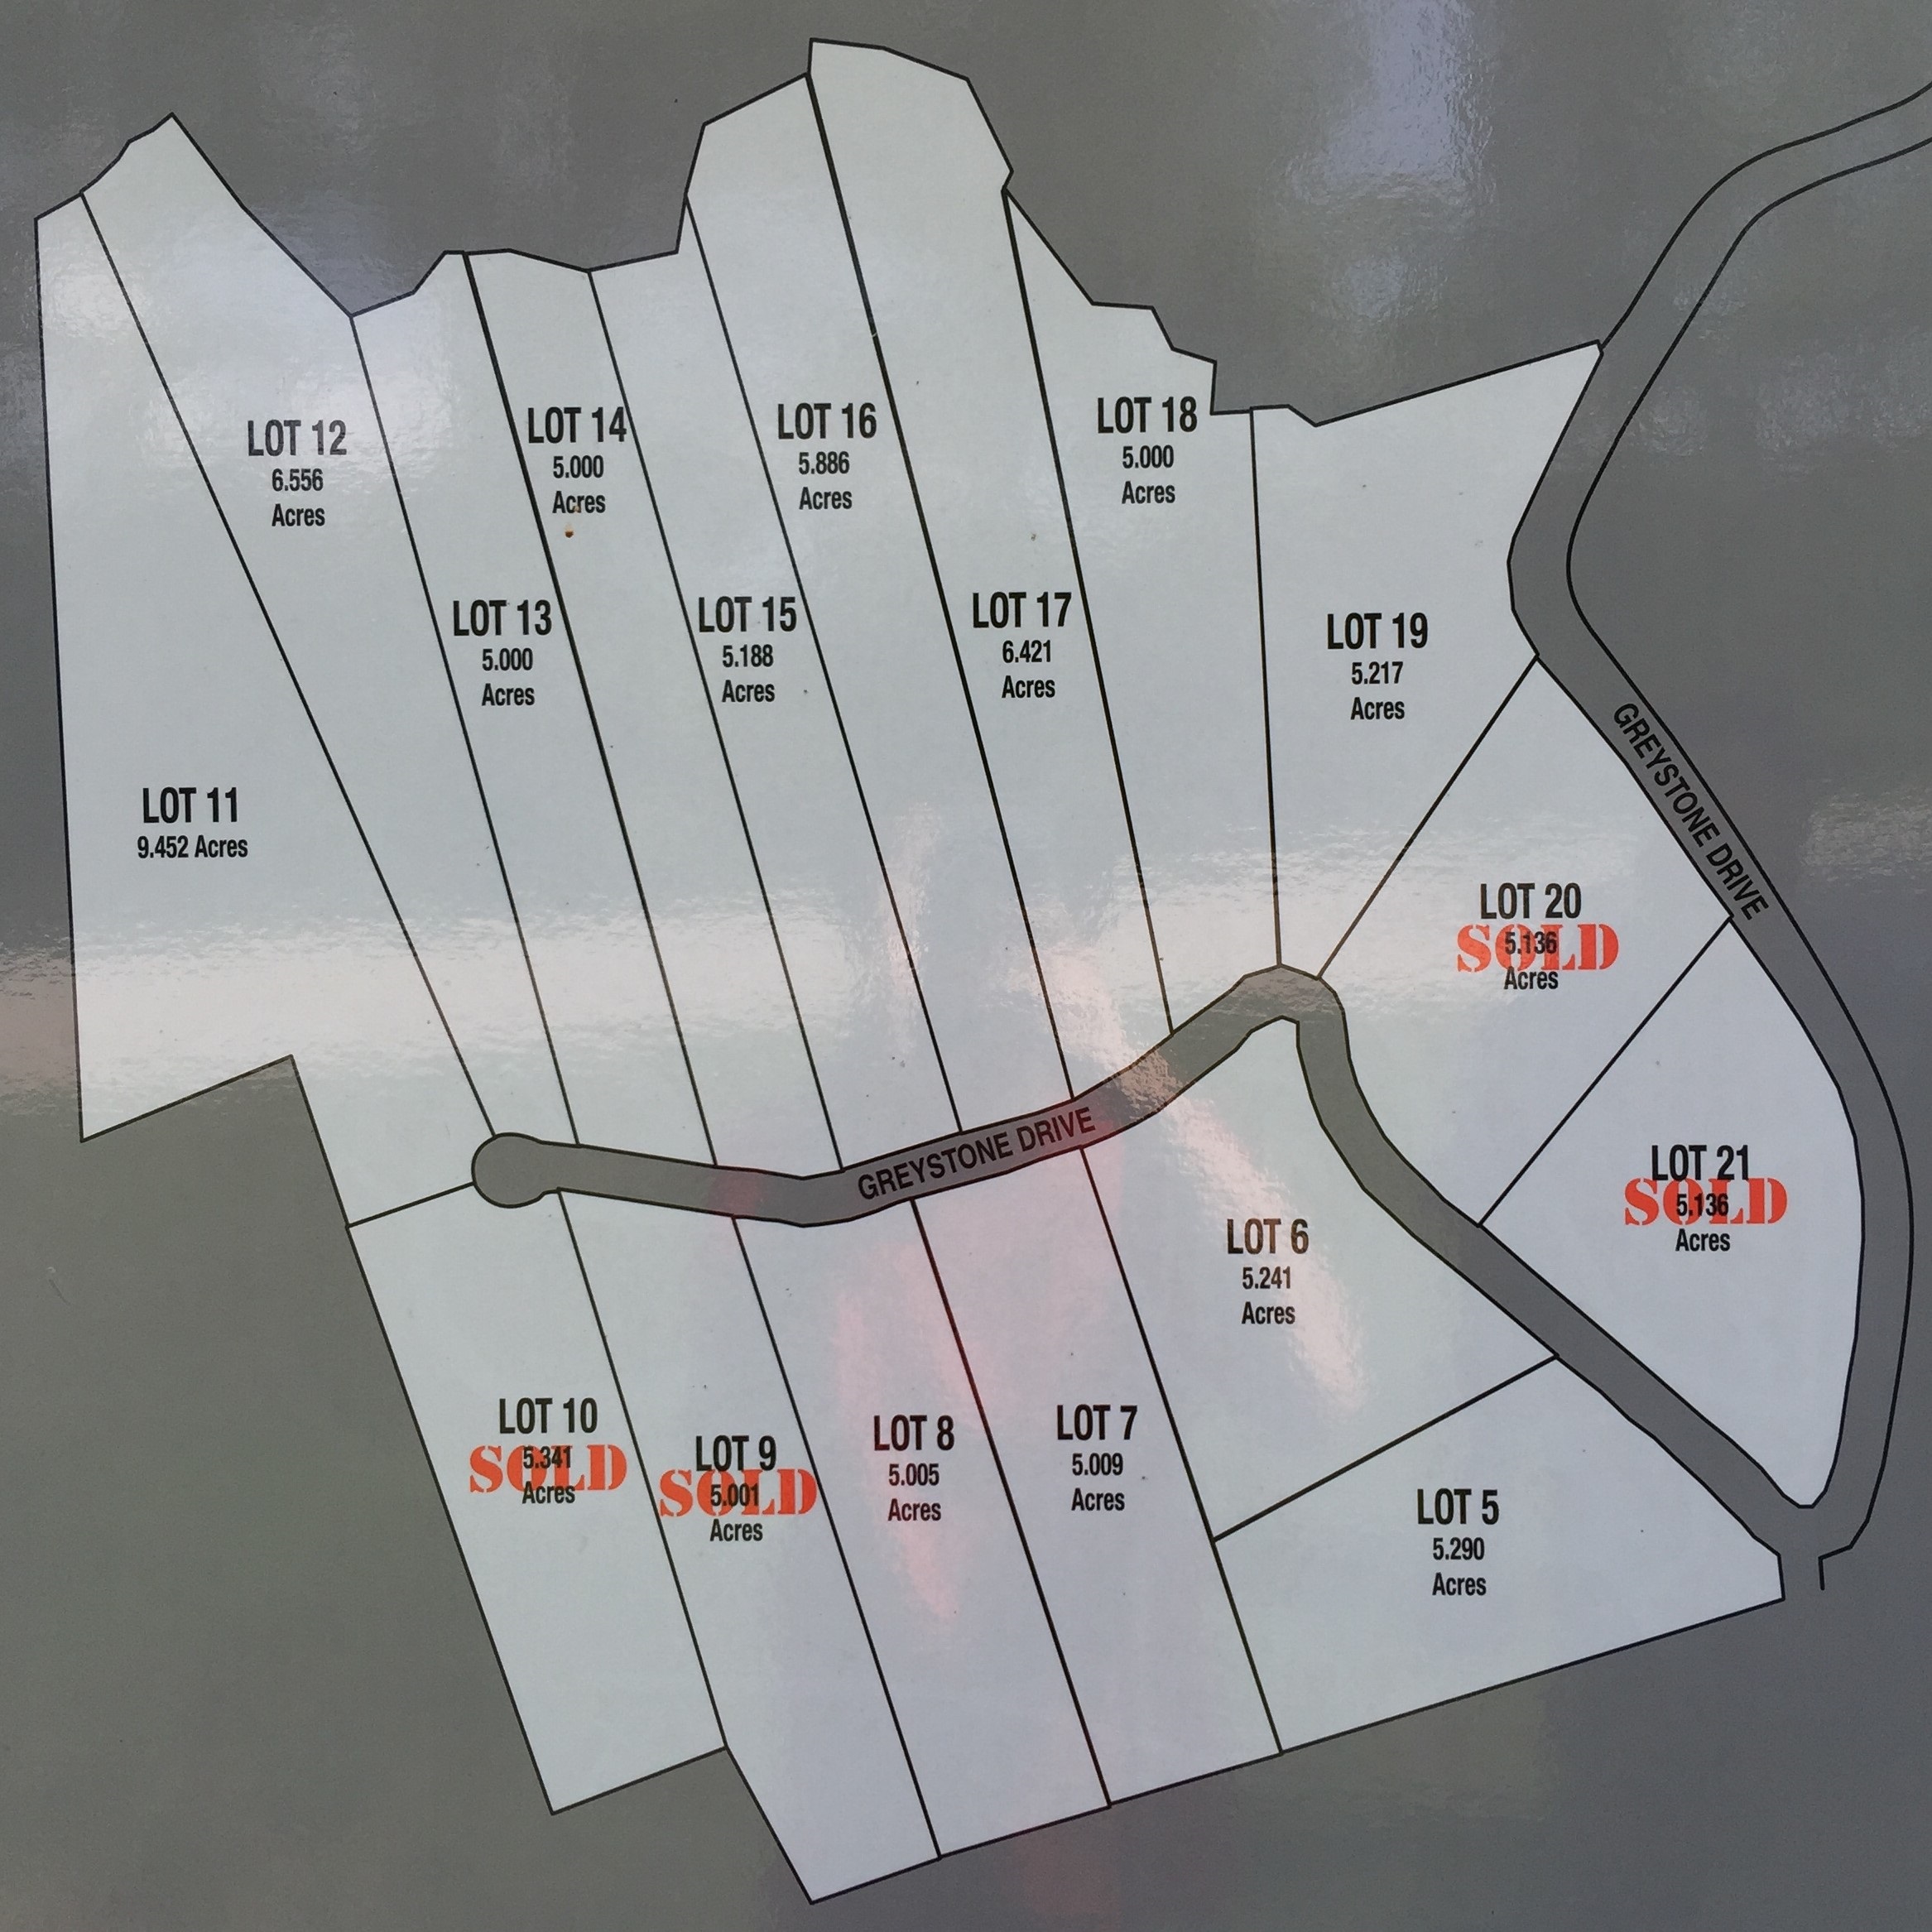 LOT 12
6.556
Acres
LOT 14
5.000
Acres
LOT 16
5.886
Acres
LOT 18
5.000
Acres
LOT 13
5.000
Acres
LOT 15
5.188
Acres
LOT 17
6.421
Acres
LOT 19
5.217
Acres
LOT 11
9.452 Acres
GREYSTONE DRIVE
LOT 20
SOLD
5.136
Acres
GREYSTONE DRIVE
LOT 21
SOLD
5.136
Acres
LOT 6
5.241
Acres
LOT 10
SOLD
5.341
Acres
LOT 9
SOLD
5.001
Acres
LOT 8
5.005
Acres
LOT 7
5.009
Acres
LOT 5
5.290
Acres